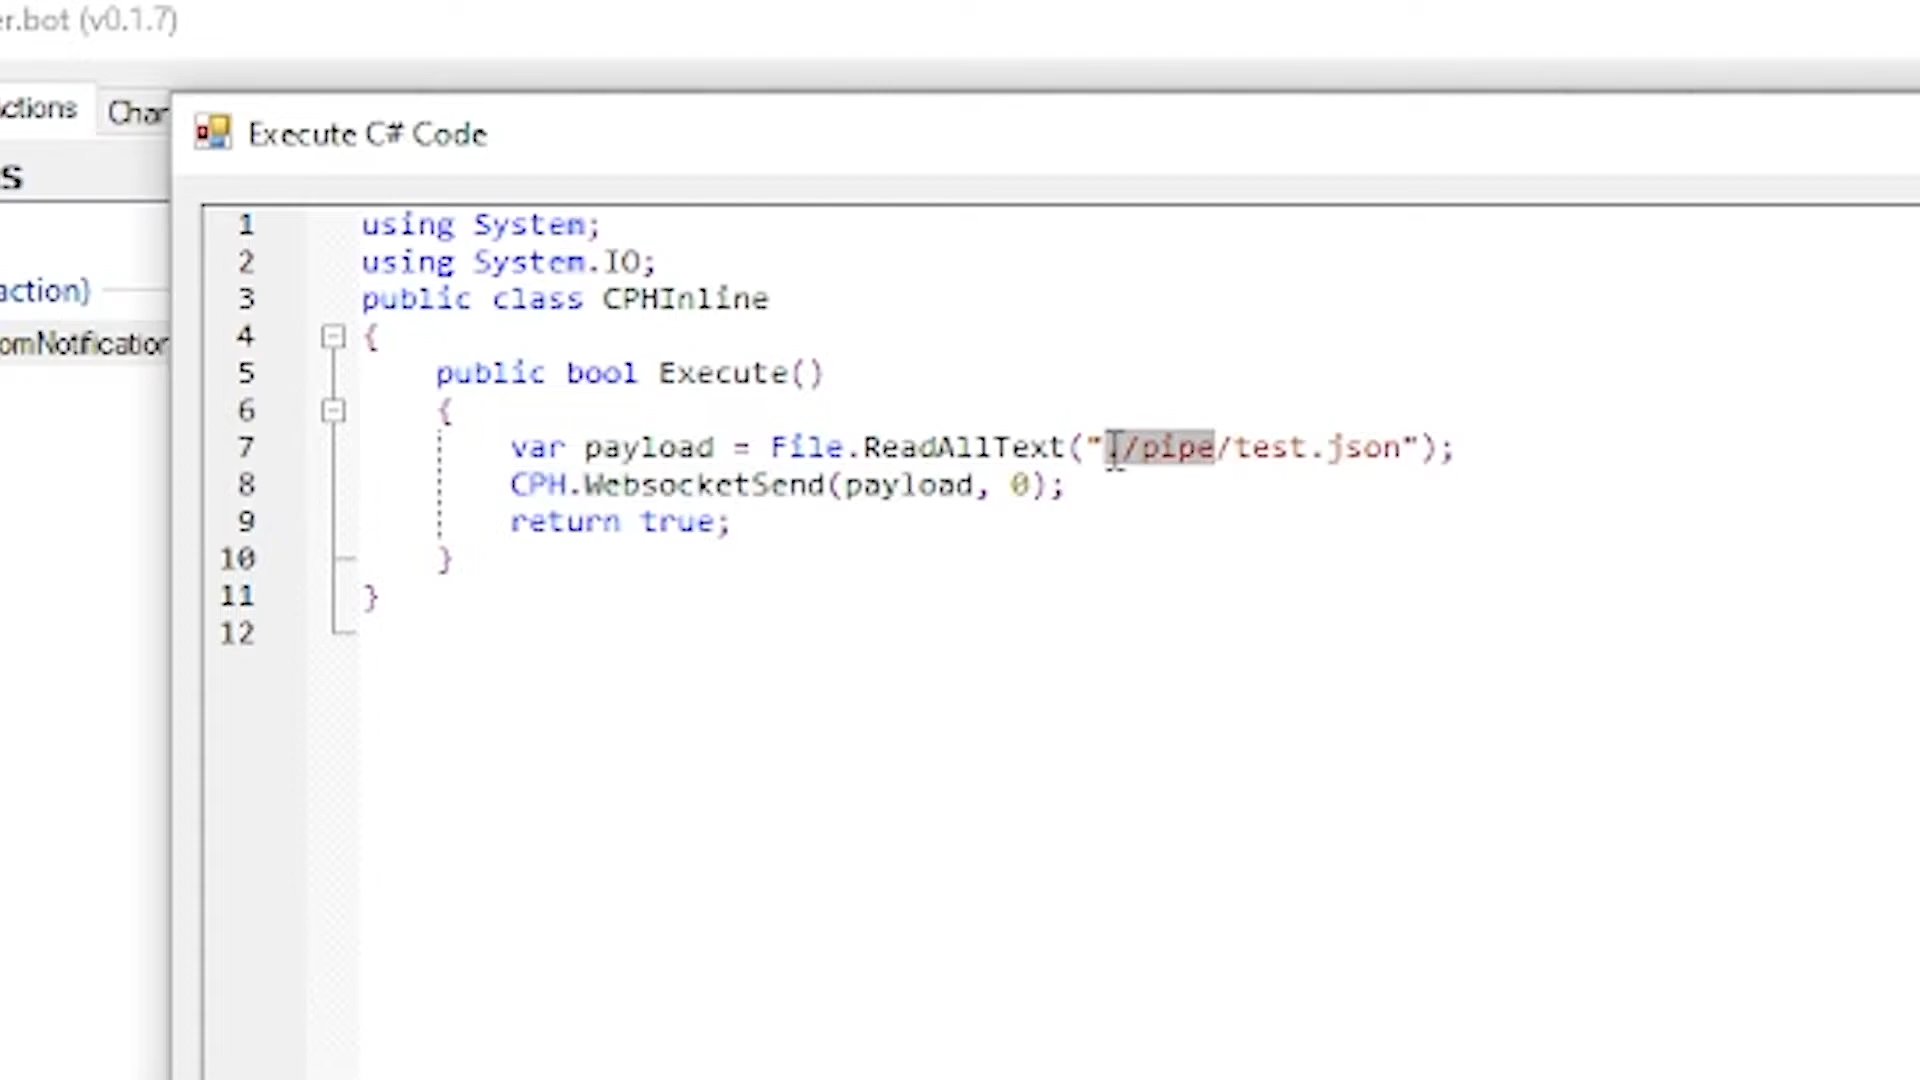 er.bot (v0.1.7)
ctions
Char
s
action)
omNotification
Execute C# Code
1 using System;
2 using System.IO;
3 public class CPHInline
4 {
5 public bool Execute()
6 {
7 var payload = File.ReadAllText("./pipe/test.json");
8 CPH.WebsocketSend(payload, 0);
9 return true;
10 }
11 }
12